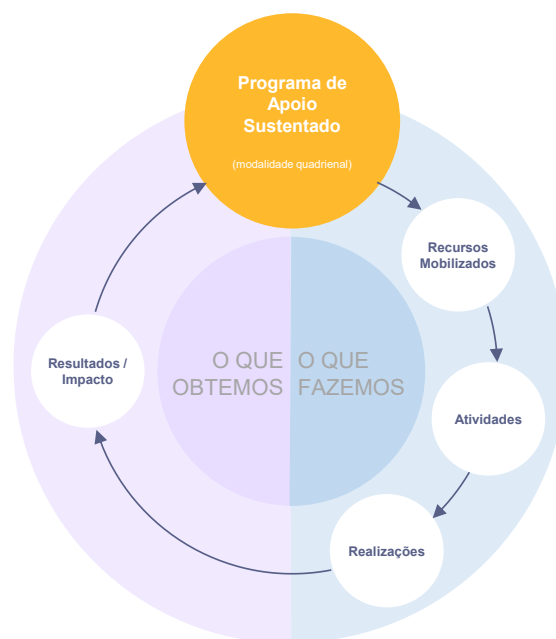 Programa de
Apoio
Sustentado
(modalidade quadrienal)
Recursos
Mobilizados
Atividades
Realizações
Resultados /
Impacto
O QUE
OBTEMOS
O QUE
FAZEMOS